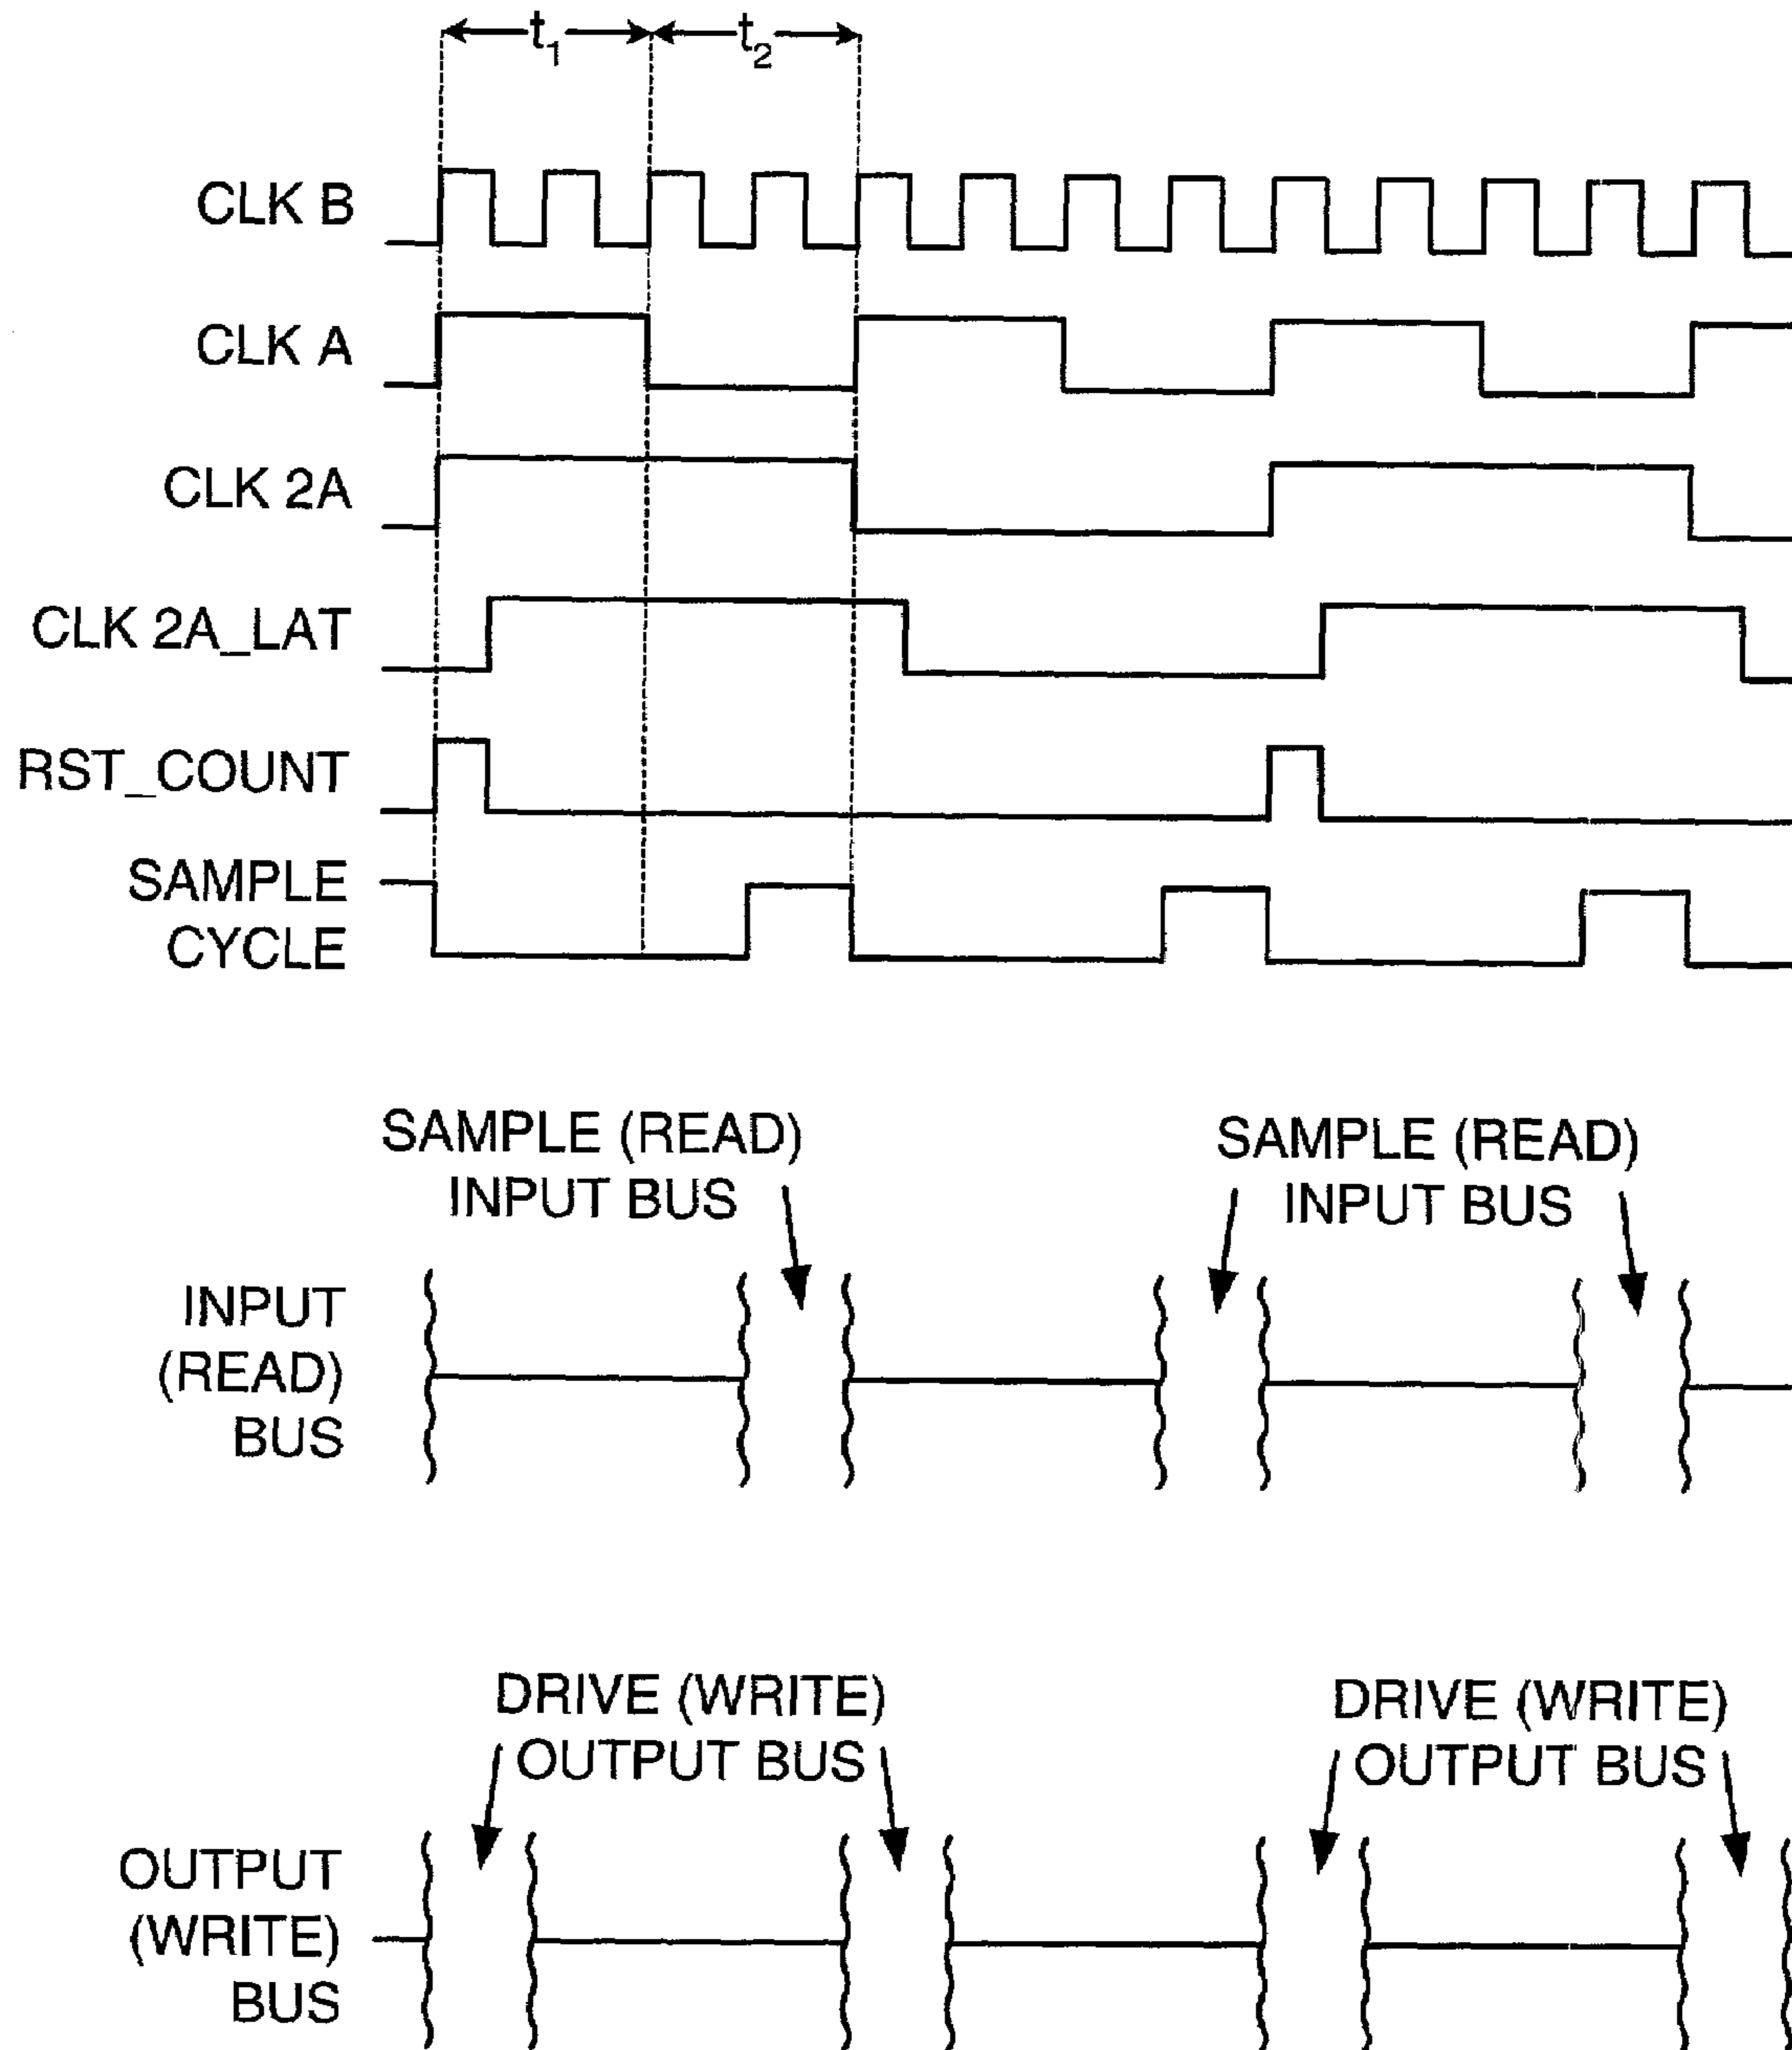 t1 t2
CLK B
CLK A
CLK 2A
CLK 2A_LAT
RST_COUNT
SAMPLE
CYCLE
SAMPLE (READ)
INPUT BUS
SAMPLE (READ)
INPUT BUS
INPUT
(READ)
BUS
DRIVE (WRITE)
OUTPUT BUS
DRIVE (WRITE)
OUTPUT BUS
OUTPUT
(WRITE)
BUS